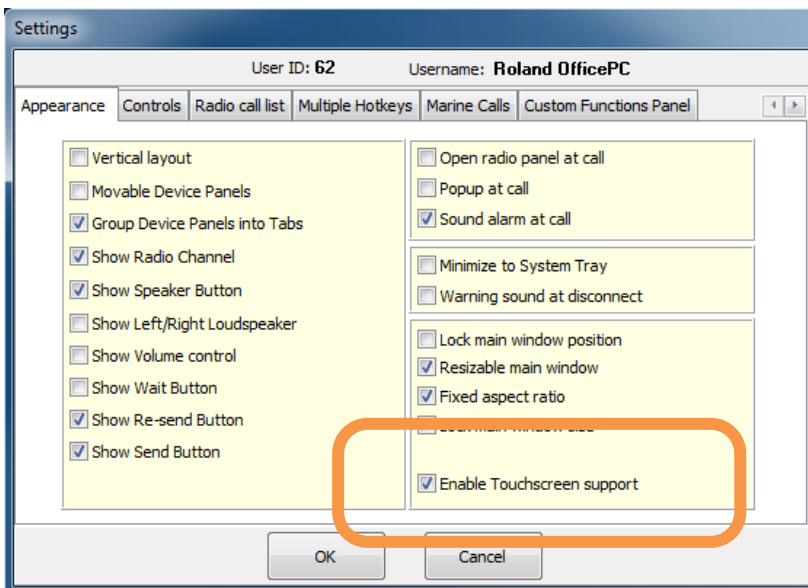 Settings
User ID: 62 Username: Roland OfficePC
Appearance Controls Radio call list Multiple Hotkeys Marine Calls Custom Functions Panel
Vertical layout
Movable Device Panels
Group Device Panels into Tabs
Show Radio Channel
Show Speaker Button
Show Left/Right Loudspeaker
Show Volume control
Show Wait Button
Show Re-send Button
Show Send Button
Open radio panel at call
Popup at call
Sound alarm at call
Minimize to System Tray
Warning sound at disconnect
Lock main window position
Resizable main window
Fixed aspect ratio
Lock main window size
Enable Touchscreen support
OK Cancel